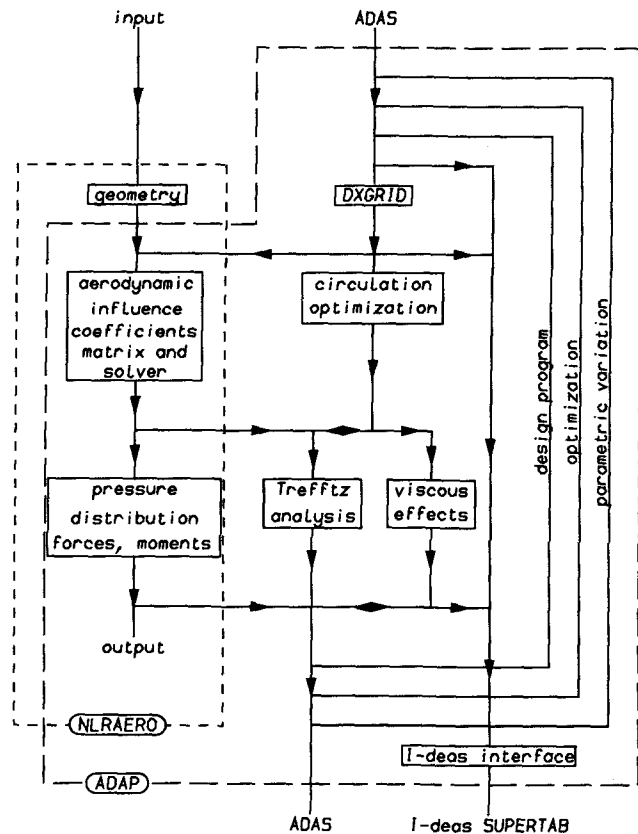 input
ADAS
geometry
DXGRID
aerodynamic
influence
coefficients
matrix and
solver
circulation
optimization
design program
optimization
parametric variation
pressure
distribution
forces, moments
Trefftz
analysis
viscous
effects
output
NLRAERO
I-deas interface
ADAP
ADAS
I-deas SUPERTAB